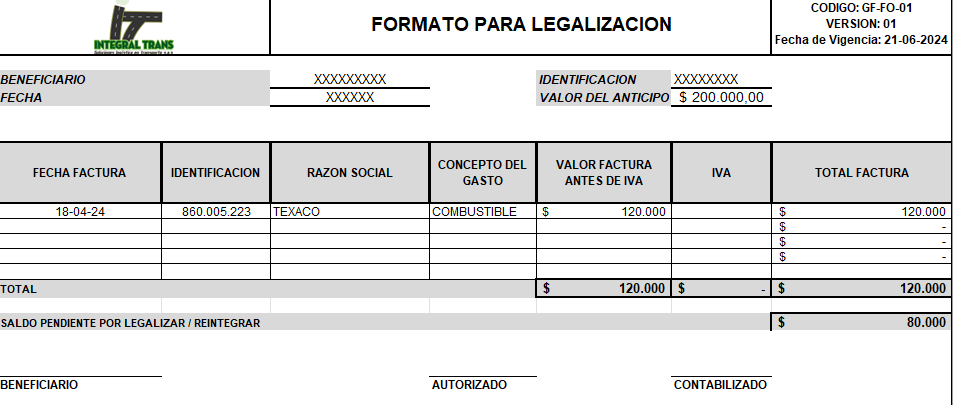 INTEGRAL TRANS
FORMATO PARA LEGALIZACION
CODIGO: GF-FO-01
VERSION: 01
Fecha de Vigencia: 21-06-2024
BENEFICIARIO XXXXXXXXX IDENTIFICACION XXXXXXXX
FECHA XXXXXX VALOR DEL ANTICIPO $ 200.000,00
FECHA FACTURA IDENTIFICACION RAZON SOCIAL CONCEPTO DEL GASTO VALOR FACTURA ANTES DE IVA IVA TOTAL FACTURA
18-04-24 860.005.223 TEXACO COMBUSTIBLE $ 120.000 $ 120.000
$ -
$ -
$ -
TOTAL $ 120.000 $ - $ 120.000
SALDO PENDIENTE POR LEGALIZAR / REINTEGRAR $ 80.000
BENEFICIARIO AUTORIZADO CONTABILIZADO